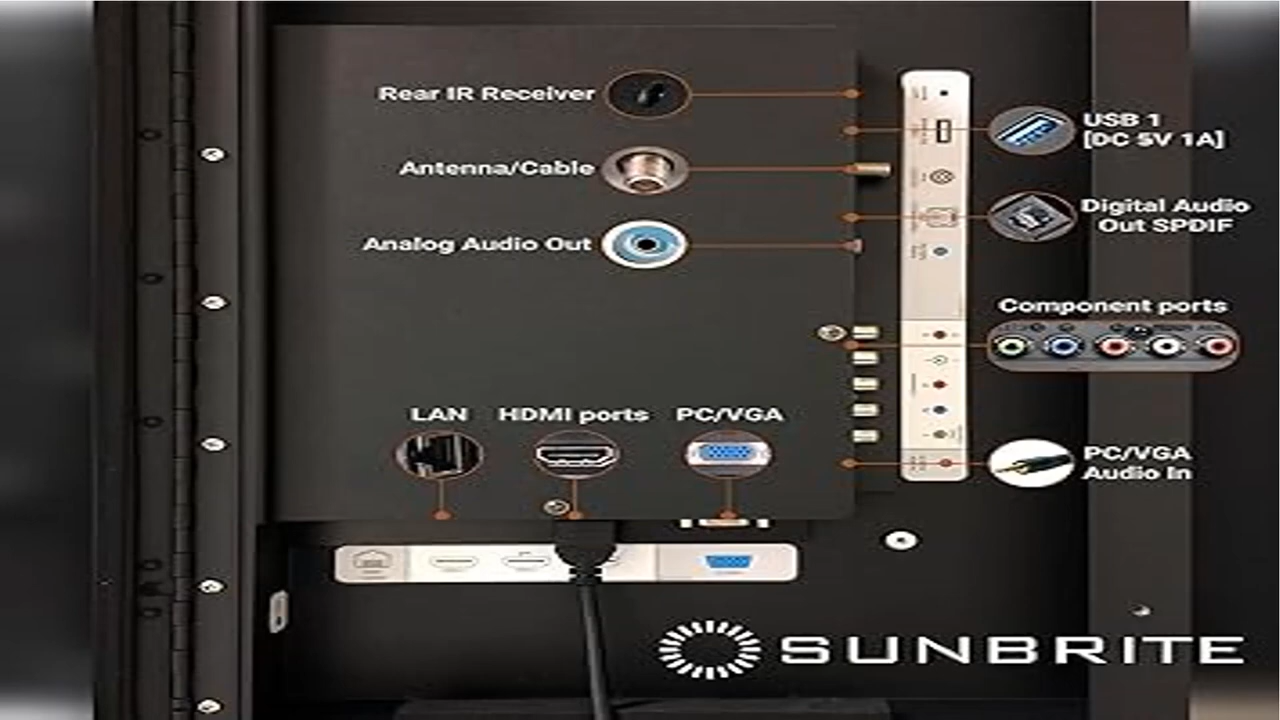 Rear IR Receiver
USB 1
[DC 5V 1A]
Antenna/Cable
Digital Audio
Out SPDIF
Analog Audio Out
Component ports
LAN
HDMI ports
PC/VGA
PC/VGA
Audio In
SUNBRITE